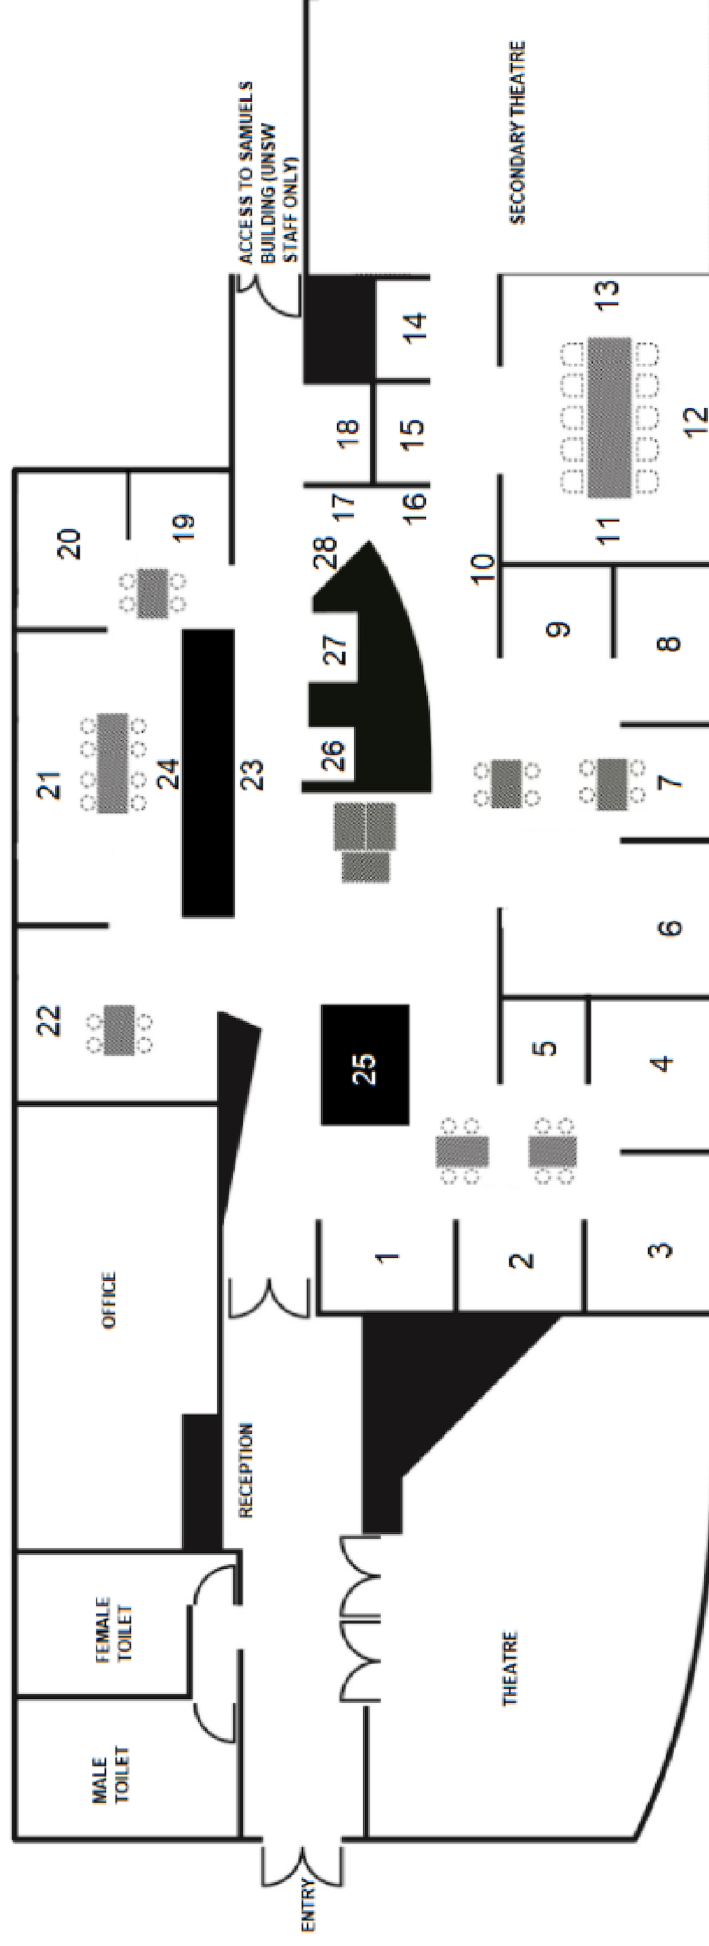 ACCESS TO SAMUELS
BUILDING (UNSW
STAFF ONLY)
SECONDARY THEATRE
14
13
18
15
12
17
16
11
28
10
20
19
9
8
27
26
21
24
23
7
6
22
25
5
4
1
2
3
OFFICE
RECEPTION
FEMALE
TOILET
THEATRE
MALE
TOILET
ENTRY